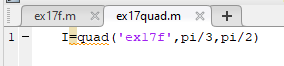 ex17f.m × ex17quad.m × +
1 - I=quad('ex17f',pi/3,pi/2)